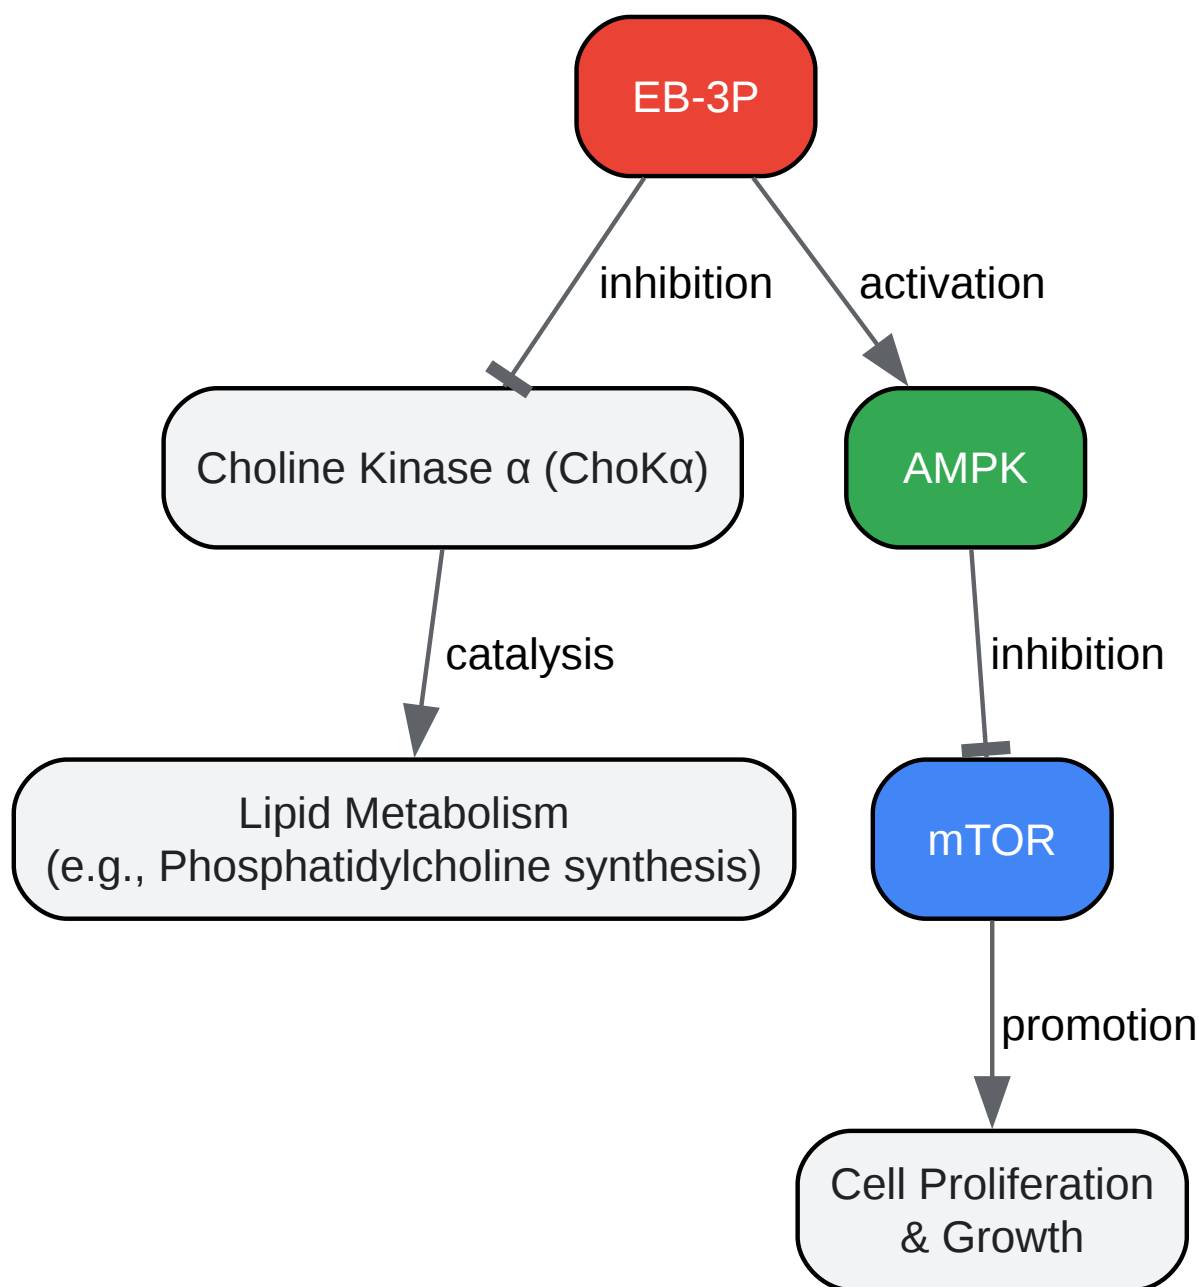 EB-3P
inhibition
activation
Choline Kinase α (ChoKα)
AMPK
catalysis
inhibition
Lipid Metabolism
(e.g., Phosphatidylcholine synthesis)
mTOR
promotion
Cell Proliferation
& Growth